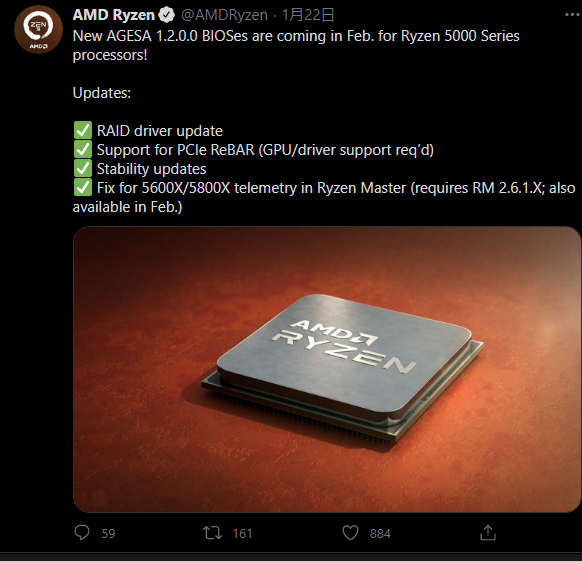 AMD Ryzen @AMDRyzen · 1月22日
New AGESA 1.2.0.0 BIOSes are coming in Feb. for Ryzen 5000 Series
processors!
Updates:
✅ RAID driver update
✅ Support for PCIe ReBAR (GPU/driver support req'd)
✅ Stability updates
✅ Fix for 5600X/5800X telemetry in Ryzen Master (requires RM 2.6.1.X; also
available in Feb.)
ZEN
3
AMD
AMD
RYZEN
59 161 884